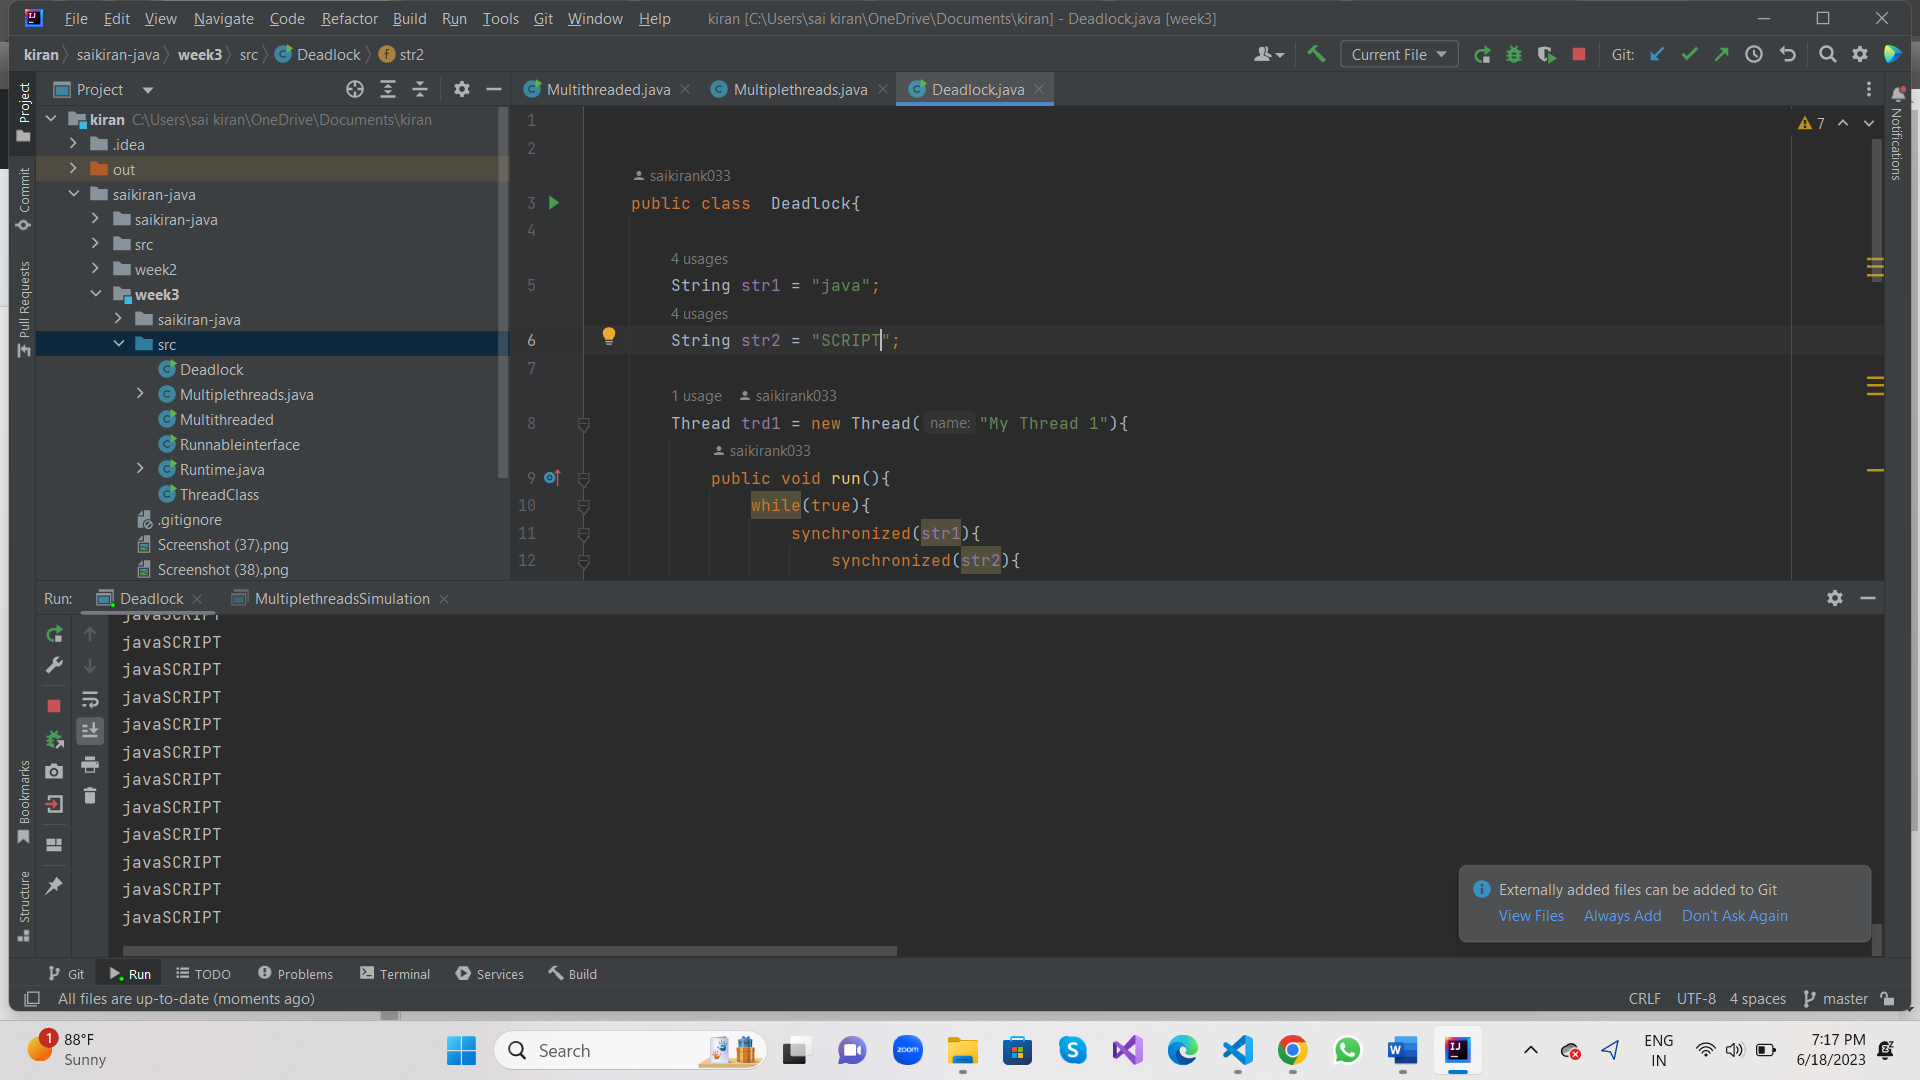 File Edit View Navigate Code Refactor Build Run Tools Git Window Help kiran [C:\Users\sai kiran\OneDrive\Documents\kiran] - Deadlock.java [week3]
kiran saikiran-java week3 src Deadlock str2 Current File Git:
Project
Multithreaded.java Multiplethreads.java Deadlock.java
Project
Commit
Pull Requests
Bookmarks
Structure
Notifications
kiran C:\Users\sai kiran\OneDrive\Documents\kiran
.idea
out
saikiran-java
saikiran-java
src
week2
week3
saikiran-java
src
Deadlock
Multiplethreads.java
Multithreaded
Runnableinterface
Runtime.java
ThreadClass
.gitignore
Screenshot (37).png
Screenshot (38).png
7
1
2
saikirank033
3 public class Deadlock{
4
4 usages
5 String str1 = "java";
4 usages
6 String str2 = "SCRIPT";
7
1 usage saikirank033
8 Thread trd1 = new Thread( name: "My Thread 1"){
saikirank033
9 public void run(){
10 while(true){
11 synchronized(str1){
12 synchronized(str2){
Run: Deadlock MultiplethreadsSimulation
javaSCRIPT
javaSCRIPT
javaSCRIPT
javaSCRIPT
javaSCRIPT
javaSCRIPT
javaSCRIPT
javaSCRIPT
javaSCRIPT
javaSCRIPT
javaSCRIPT
javaSCRIPT
Externally added files can be added to Git
View Files Always Add Don't Ask Again
Git Run TODO Problems Terminal Services Build
All files are up-to-date (moments ago) CRLF UTF-8 4 spaces master
1
88°F
Sunny
Search
zoom
ENG
IN
7:17 PM
6/18/2023